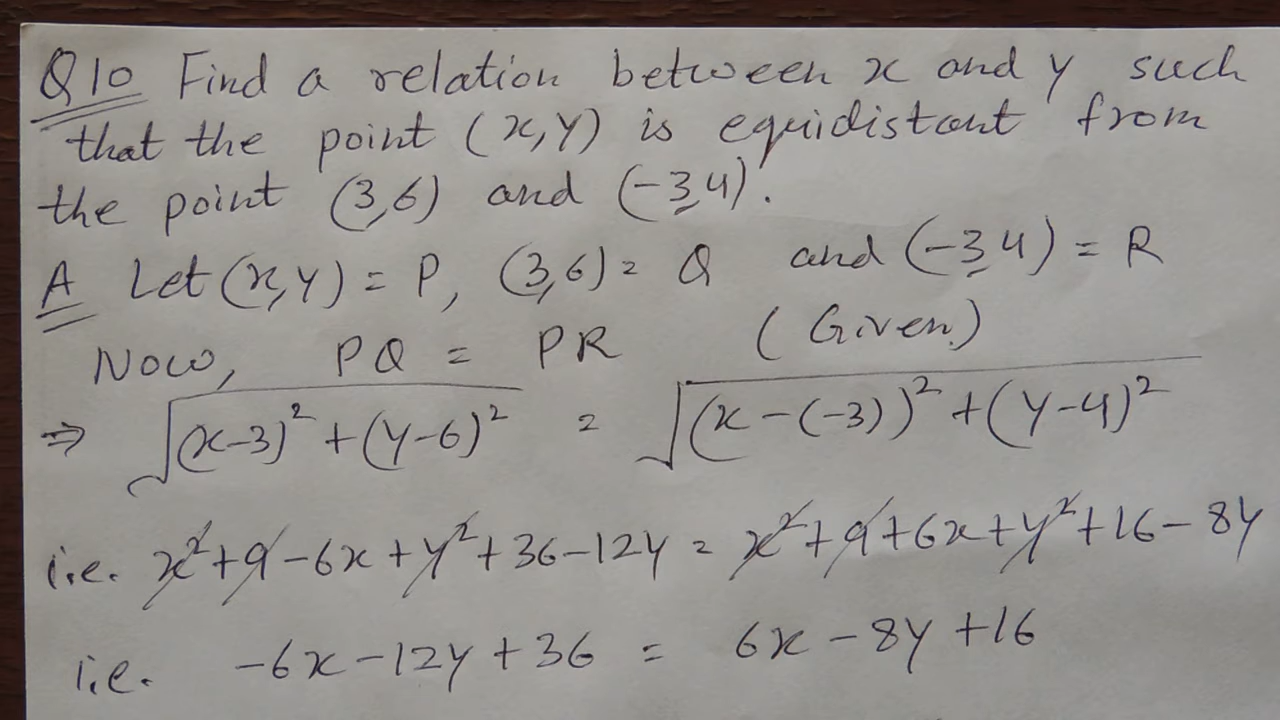 Q10 Find a relation between x and y such
that the point (x,y) is equidistant from
the point (3,6) and (-3,4).
A Let (x,y) = P, (3,6) = Q and (-3,4) = R
Now, PQ = PR (Given)
⇒ √(x-3)² + (y-6)² = √(x-(-3))² + (y-4)²
i.e. x² + 9 - 6x + y² + 36 - 12y = x² + 9 + 6x + y² + 16 - 8y
i.e. -6x - 12y + 36 = 6x - 8y + 16